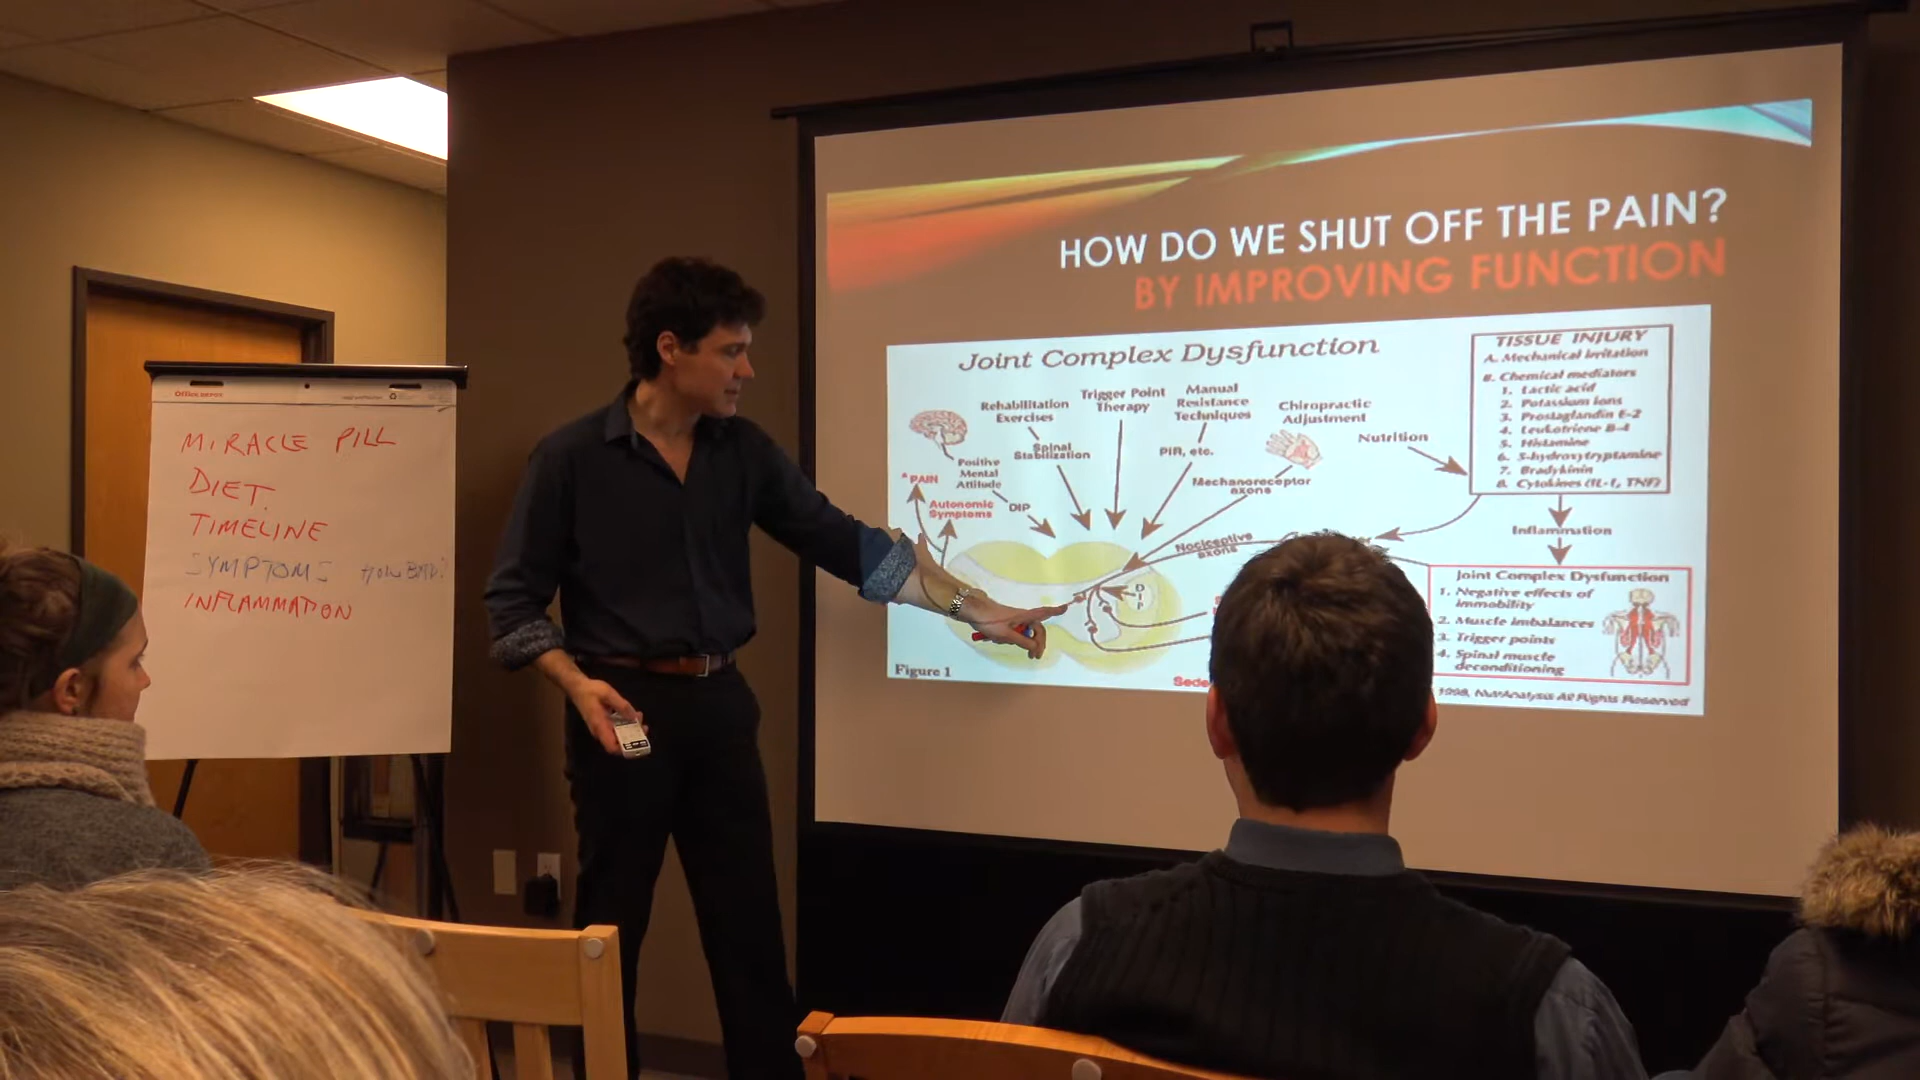 Office DEPOT
MIRACLE PILL
DIET
TIMELINE
SYMPTOMS HOW BAD?
INFLAMMATION
HOW DO WE SHUT OFF THE PAIN?
BY IMPROVING FUNCTION
Joint Complex Dysfunction
Rehabilitation
Exercises
Spinal
Stabilization
Trigger Point
Therapy
Manual
Resistance
Techniques
PIR, etc.
Chiropractic
Adjustment
Mechanoreceptor
axons
Nutrition
Positive
Mental
Attitude
DIP
*PAIN
Autonomic
Symptoms
Nociceptive
axons
D
I
P
TISSUE INJURY
A. Mechanical irritation
B. Chemical mediators
1. Lactic acid
2. Potassium ions
3. Prostaglandin E-2
4. Leukotriene B-4
5. Histamine
6. 5-hydroxytryptamine
7. Bradykinin
8. Cytokines (IL-1, TNF)
Inflammation
Joint Complex Dysfunction
1. Negative effects of
immobility
2. Muscle imbalances
3. Trigger points
4. Spinal muscle
deconditioning
Figure 1
Sede
1998, NutrAnalysis All Rights Reserved